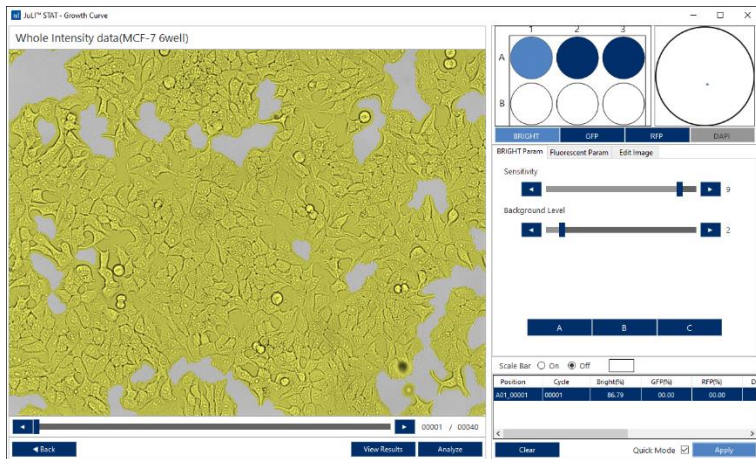 JuLI™ STAT - Growth Curve
Whole Intensity data(MCF-7 6well)
1 2 3
A
B
BRIGHT GFP RFP DAPI
BRIGHT Param Fluorescent Param Edit Image
Sensitivity
9
Background Level
2
A B C
Scale Bar On Off
Position Cycle Bright(%) GFP(%) RFP(%) D
A01_00001 00001 86.79 00.00 00.00
00001 / 00040
Back View Results Analyze
Clear Quick Mode Apply